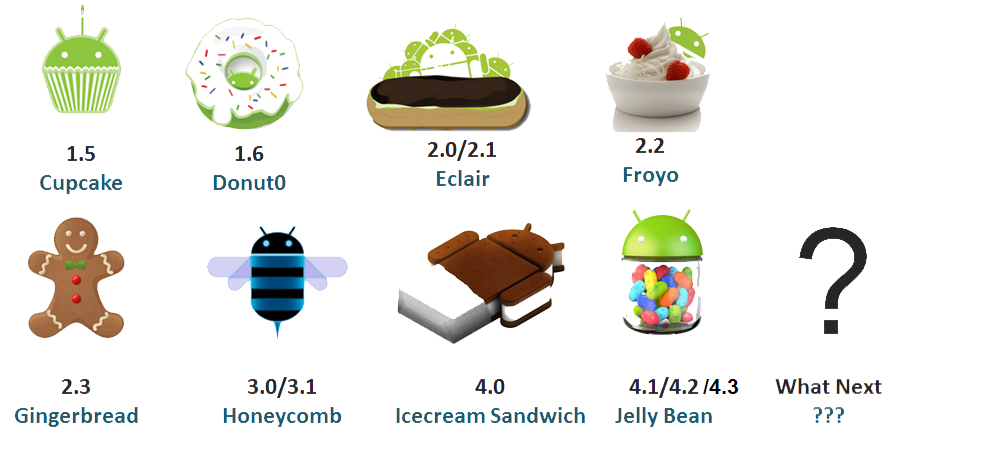 1.5
Cupcake
1.6
Donut0
2.0/2.1
Eclair
2.2
Froyo
2.3
Gingerbread
3.0/3.1
Honeycomb
4.0
Icecream Sandwich
4.1/4.2 /4.3
Jelly Bean
?
What Next
???